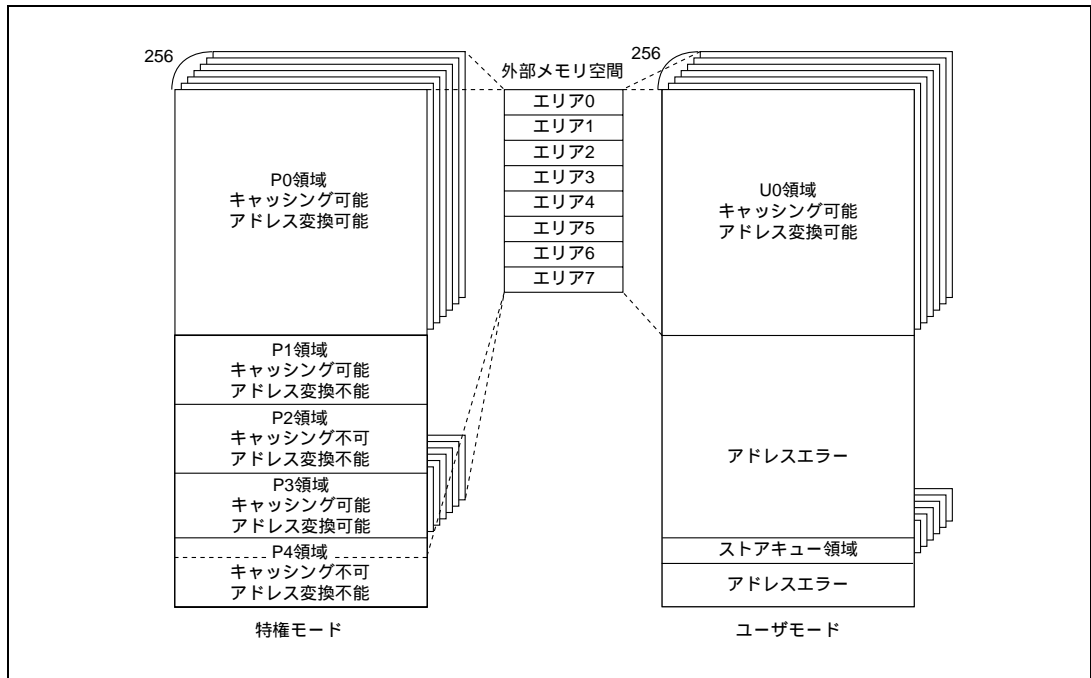 256
P0領域
キャッシング可能
アドレス変換可能
P1領域
キャッシング可能
アドレス変換不能
P2領域
キャッシング不可
アドレス変換不能
P3領域
キャッシング可能
アドレス変換可能
P4領域
キャッシング不可
アドレス変換不能
特権モード
外部メモリ空間
エリア0
エリア1
エリア2
エリア3
エリア4
エリア5
エリア6
エリア7
256
U0領域
キャッシング可能
アドレス変換可能
アドレスエラー
ストアキュー領域
アドレスエラー
ユーザモード